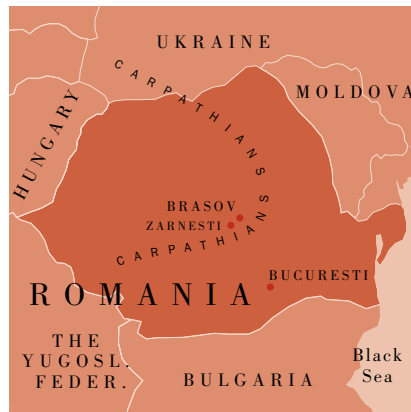 UKRAINE
CARPATHIANS
MOLDOVA
HUNGARY
BRASOV
ZARNESTI
CARPATHIANS
BUCURESTI
ROMANIA
THE
YUGOSL.
FEDER.
BULGARIA
Black
Sea